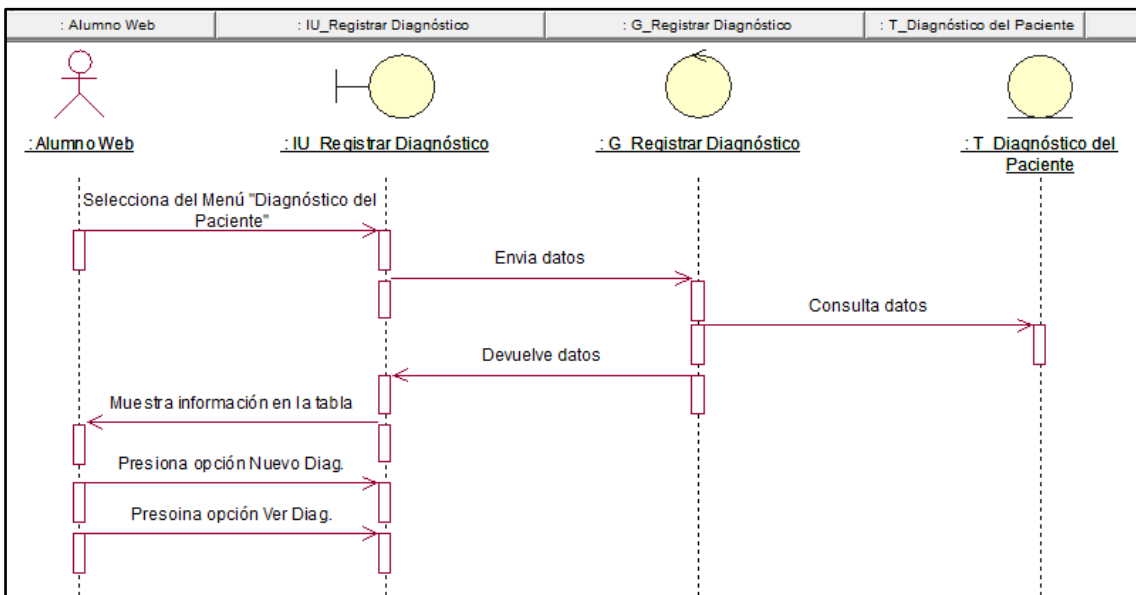 : Alumno Web
: IU_Registrar Diagnóstico
: G_Registrar Diagnóstico
: T_Diagnóstico del Paciente
: Alumno Web
: IU_Registrar Diagnóstico
: G_Registrar Diagnóstico
: T_Diagnóstico del
Paciente
Selecciona del Menú "Diagnóstico del
Paciente"
Envia datos
Consulta datos
Devuelve datos
Muestra información en la tabla
Presiona opción Nuevo Diag.
Presoina opción Ver Diag.